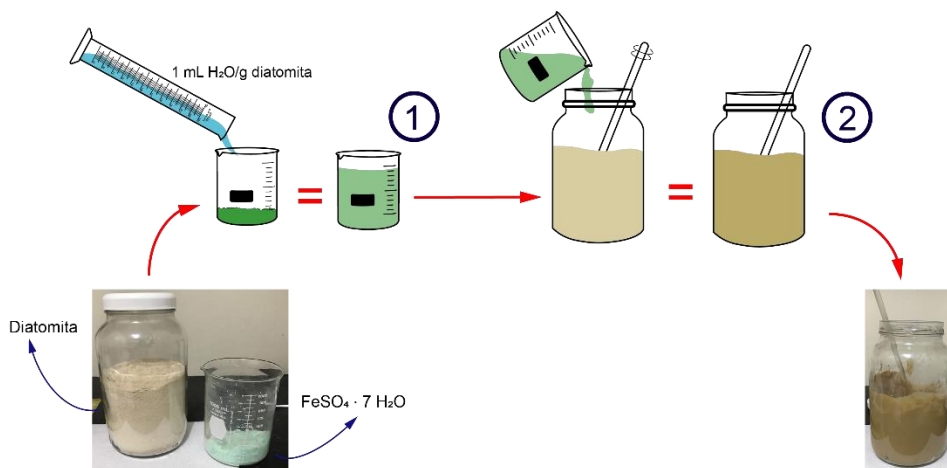 1 mL H₂O/g diatomita
1
2
Diatomita
FeSO₄ · 7 H₂O